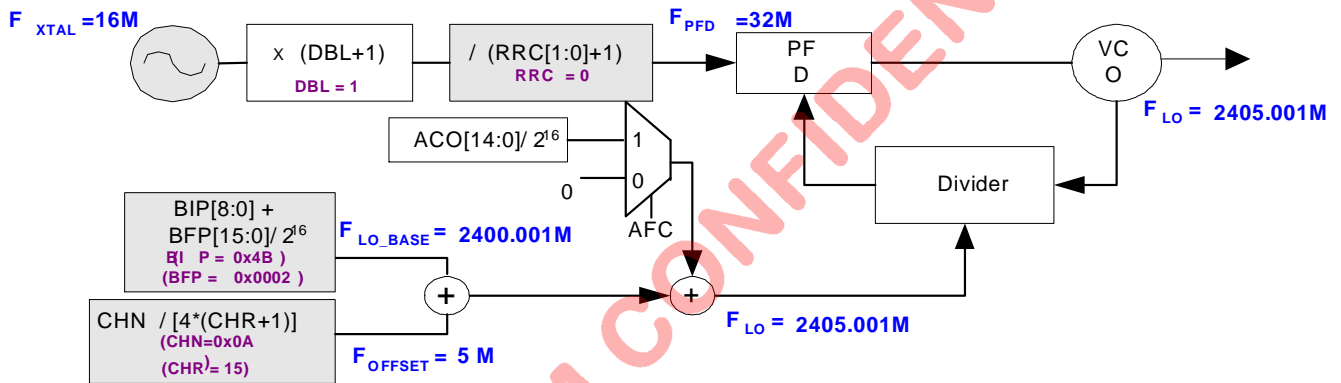 F XTAL =16M
x (DBL+1)
DBL = 1
/ (RRC[1:0]+1)
RRC = 0
F PFD =32M
PF
D
VC
O
F LO = 2405.001M
ACO[14:0]/ 2^16
1
0
0
AFC
Divider
BIP[8:0] +
BFP[15:0]/ 2^16
B(I P = 0x4B )
(BFP = 0x0002 )
F LO_BASE = 2400.001M
+
+
CHN / [4*(CHR+1)]
(CHN=0x0A
(CHR)= 15)
F OFFSET = 5 M
F LO = 2405.001M
CONFIDEN